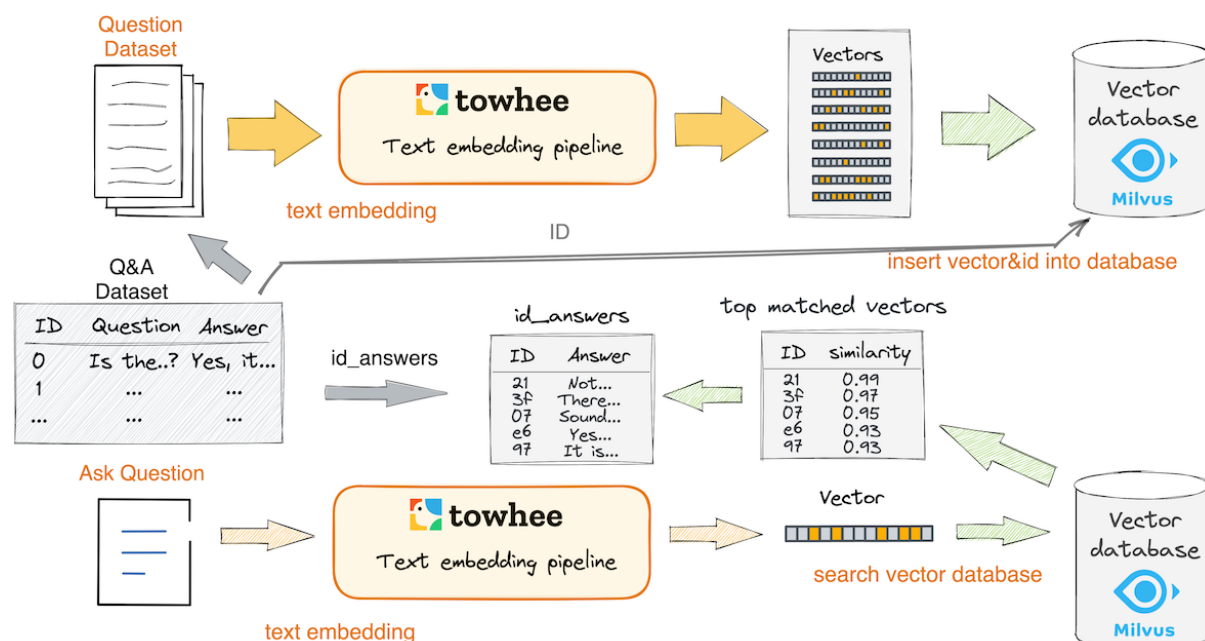 Question
Dataset
towhee
Text embedding pipeline
text embedding
Vectors
Vector
database
Milvus
ID
insert vector&id into database
Q&A
Dataset
ID Question Answer
0 Is the..? Yes, it...
1 ... ...
... ... ...
id_answers
id_answers
ID Answer
21 Not...
3f There...
07 Sound...
e6 Yes...
97 It is...
top matched vectors
ID similarity
21 0.99
3f 0.97
07 0.95
e6 0.93
97 0.93
Ask Question
towhee
Text embedding pipeline
text embedding
Vector
search vector database
Vector
database
Milvus